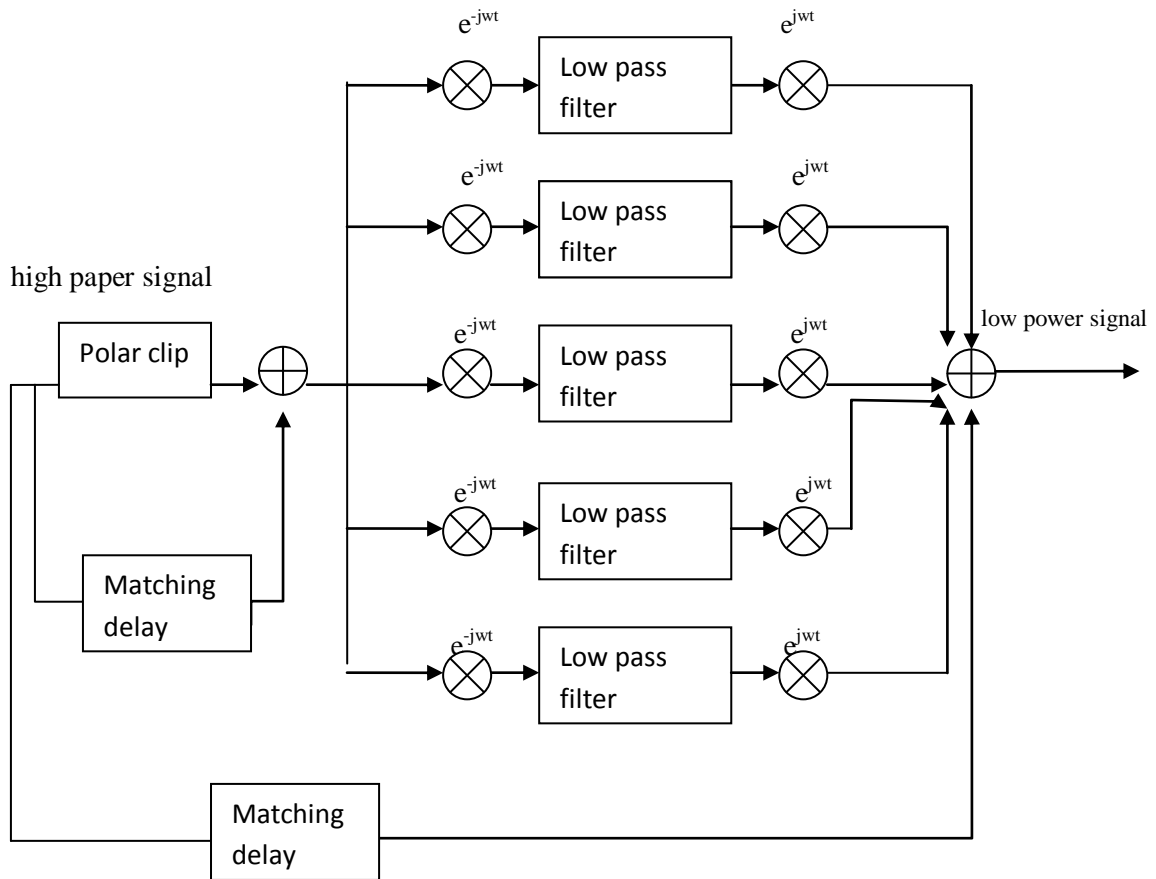 e-jwt
ejwt
Low pass
filter
e-jwt
ejwt
Low pass
filter
high paper signal
e-jwt
ejwt
low power signal
Polar clip
Low pass
filter
e-jwt
ejwt
Low pass
filter
Matching
delay
e-jwt
ejwt
Low pass
filter
Matching
delay